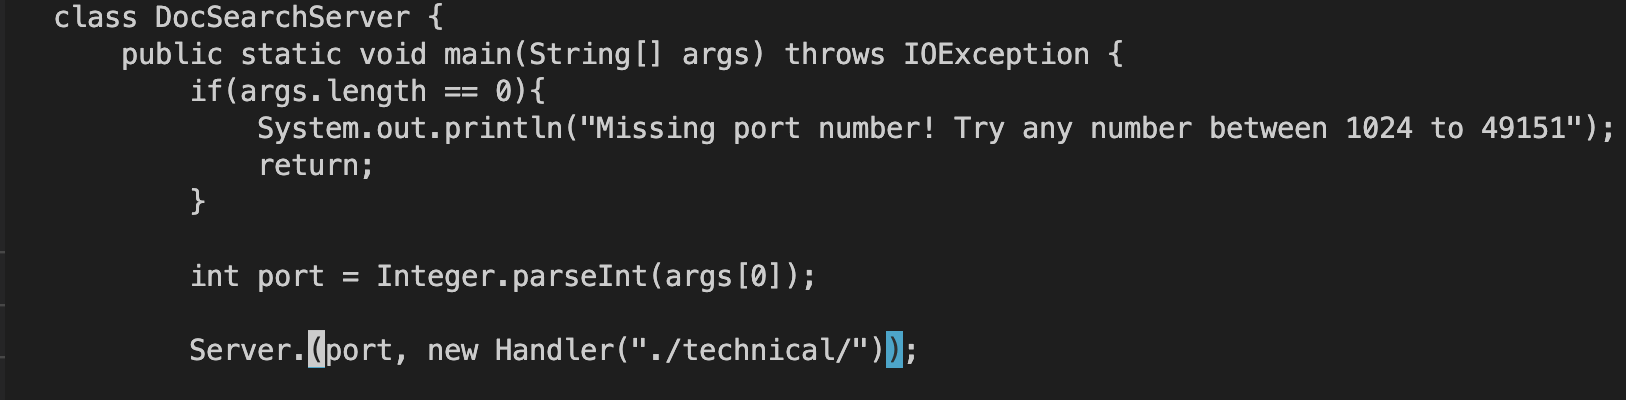 class DocSearchServer {
public static void main(String[] args) throws IOException {
if(args.length == 0){
System.out.println("Missing port number! Try any number between 1024 to 49151");
return;
}
int port = Integer.parseInt(args[0]);
Server.(port, new Handler("./technical/"));